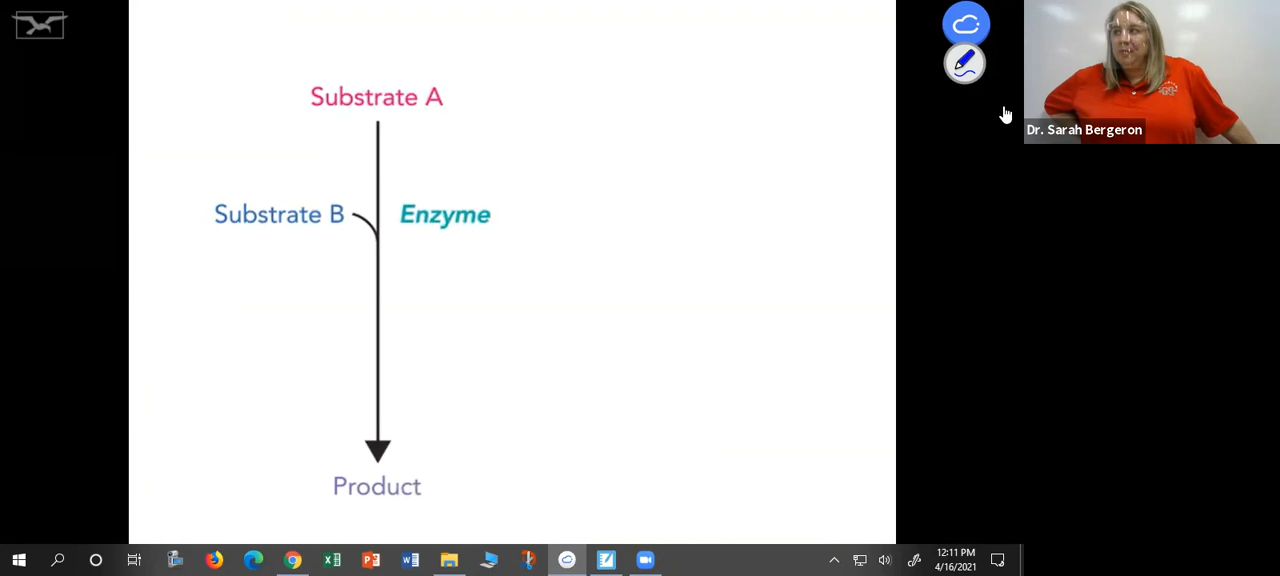 Substrate A
Substrate B
Enzyme
Product
Dr. Sarah Bergeron
12:11 PM
4/16/2021